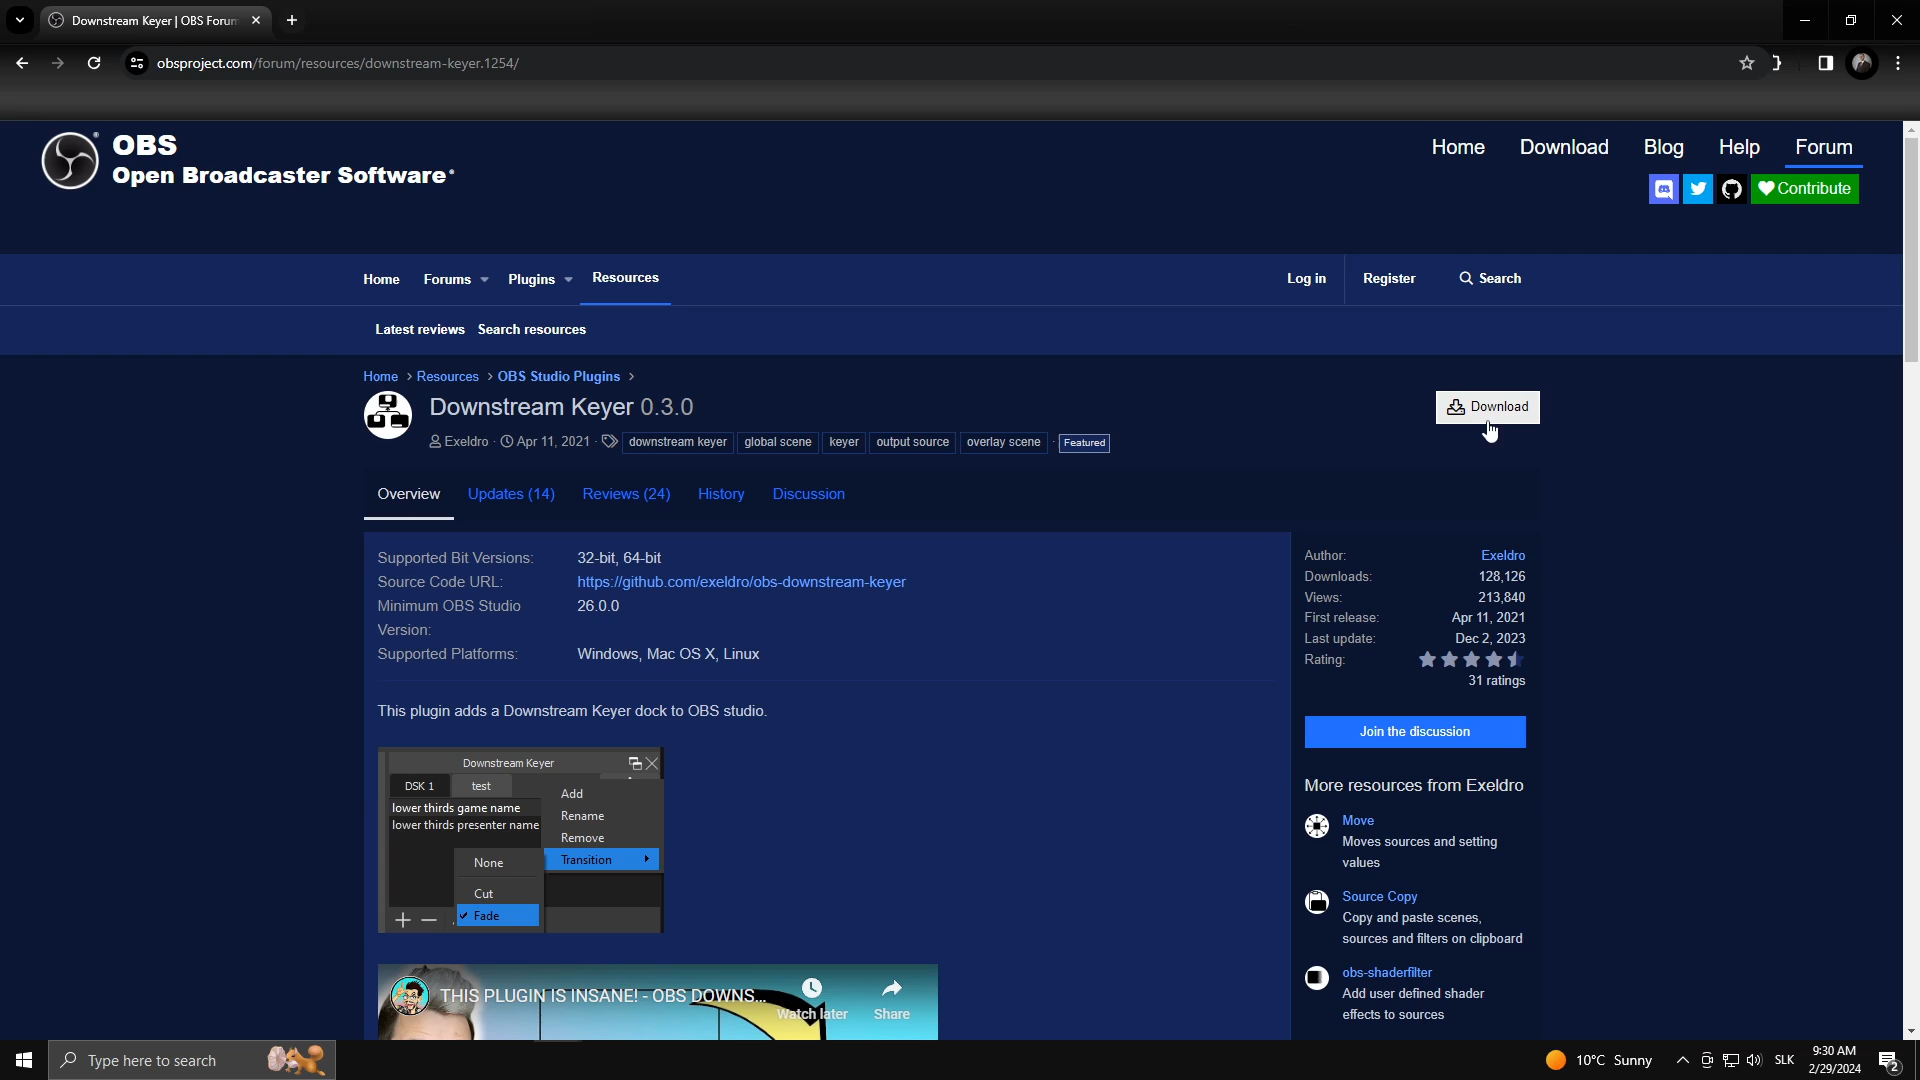 Downstream Keyer | OBS Forum
obsproject.com/forum/resources/downstream-keyer.1254/
OBS
Open Broadcaster Software
Home Download Blog Help Forum
Contribute
Home Forums Plugins Resources Log in Register Search
Latest reviews Search resources
Home > Resources > OBS Studio Plugins >
Downstream Keyer 0.3.0
Download
Exeldro · Apr 11, 2021 · downstream keyer global scene keyer output source overlay scene · Featured
Overview Updates (14) Reviews (24) History Discussion
Supported Bit Versions: 32-bit, 64-bit
Source Code URL: https://github.com/exeldro/obs-downstream-keyer
Minimum OBS Studio 26.0.0
Version:
Supported Platforms: Windows, Mac OS X, Linux
This plugin adds a Downstream Keyer dock to OBS studio.
Downstream Keyer
DSK 1 test
lower thirds game name
lower thirds presenter name
Add
Rename
Remove
Transition
None
Cut
Fade
THIS PLUGIN IS INSANE! - OBS DOWNS...
Watch later Share
Author: Exeldro
Downloads: 128,126
Views: 213,840
First release: Apr 11, 2021
Last update: Dec 2, 2023
Rating:
31 ratings
Join the discussion
More resources from Exeldro
Move
Moves sources and setting
values
Source Copy
Copy and paste scenes,
sources and filters on clipboard
obs-shaderfilter
Add user defined shader
effects to sources
Type here to search
10°C Sunny
SLK
9:30 AM
2/29/2024
2